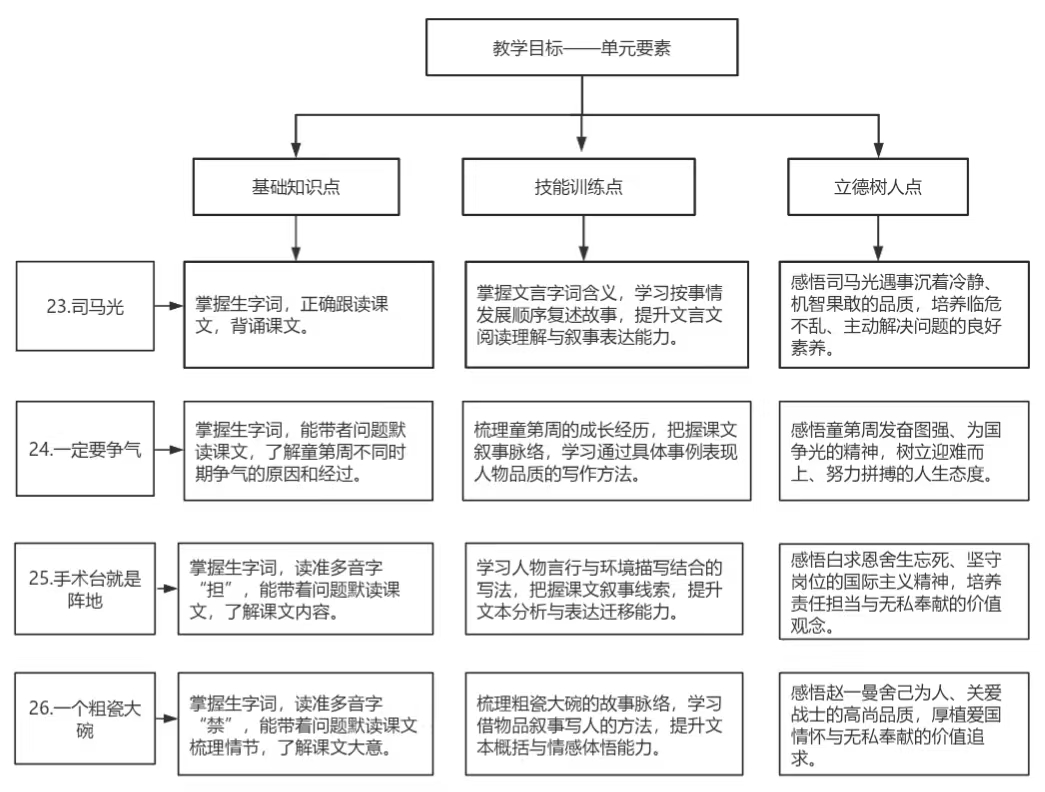 教学目标——单元要素
基础知识点
技能训练点
立德树人点
23.司马光
掌握生字词，正确跟读课
文，背诵课文。
掌握文言字词含义，学习按事情
发展顺序复述故事，提升文言文
阅读理解与叙事表达能力。
感悟司马光遇事沉着冷静、
机智果敢的品质，培养临危
不乱、主动解决问题的良好
素养。
24.一定要争气
掌握生字词，能带者问题默
读课文，了解童第周不同时
期争气的原因和经过。
梳理童第周的成长经历，把握课文
叙事脉络，学习通过具体事例表现
人物品质的写作方法。
感悟童第周发奋图强、为国
争光的精神，树立迎难而
上、努力拼搏的人生态度。
25.手术台就是
阵地
掌握生字词，读准多音字
“担”，能带着问题默读课
文，了解课文内容。
学习人物言行与环境描写结合的
写法，把握课文叙事线索，提升
文本分析与表达迁移能力。
感悟白求恩舍生忘死、坚守
岗位的国际主义精神，培养
责任担当与无私奉献的价值
观念。
26.一个粗瓷大
碗
掌握生字词，读准多音字
“禁”，能带着问题默读课文
梳理情节，了解课文大意。
梳理粗瓷大碗的故事脉络，学习
借物品叙事写人的方法，提升文
本概括与情感体悟能力。
感悟赵一曼舍己为人、关爱
战士的高尚品质，厚植爱国
情怀与无私奉献的价值追
求。